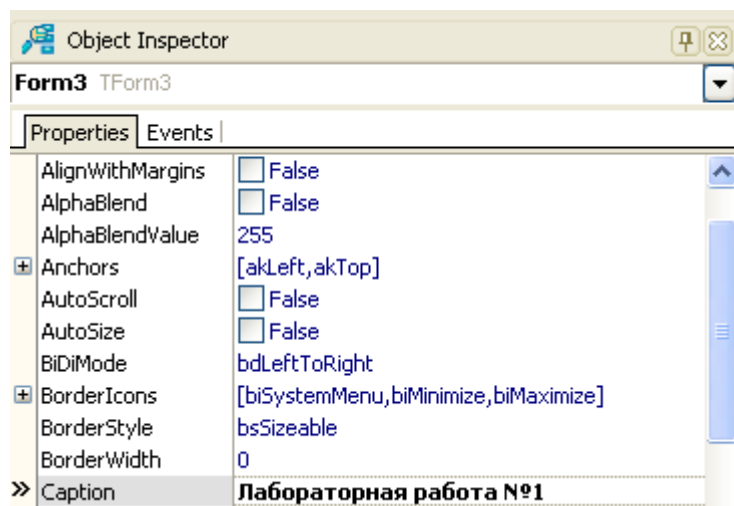 Object Inspector
Form3 TForm3
Properties Events
AlignWithMargins False
AlphaBlend False
AlphaBlendValue 255
Anchors [akLeft,akTop]
AutoScroll False
AutoSize False
BiDiMode bdLeftToRight
BorderIcons [biSystemMenu,biMinimize,biMaximize]
BorderStyle bsSizeable
BorderWidth 0
Caption Лабораторная работа №1